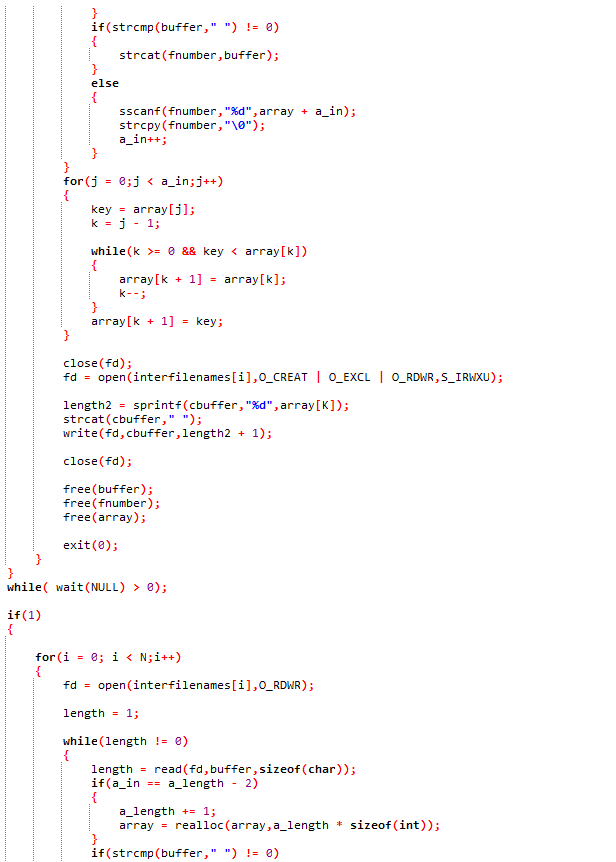 }
if(strcmp(buffer," ") != 0)
{
strcat(fnumber,buffer);
}
else
{
sscanf(fnumber,"%d",array + a_in);
strcpy(fnumber,"\0");
a_in++;
}
}
for(j = 0;j < a_in;j++)
{
key = array[j];
k = j - 1;
while(k >= 0 && key < array[k])
{
array[k + 1] = array[k];
k--;
}
array[k + 1] = key;
}
close(fd);
fd = open(interfilenames[i],O_CREAT | O_EXCL | O_RDWR,S_IRWXU);
length2 = sprintf(cbuffer,"%d",array[K]);
strcat(cbuffer," ");
write(fd,cbuffer,length2 + 1);
close(fd);
free(buffer);
free(fnumber);
free(array);
exit(0);
}
}
while( wait(NULL) > 0);
if(1)
{
for(i = 0; i < N;i++)
{
fd = open(interfilenames[i],O_RDWR);
length = 1;
while(length != 0)
{
length = read(fd,buffer,sizeof(char));
if(a_in == a_length - 2)
{
a_length += 1;
array = realloc(array,a_length * sizeof(int));
}
if(strcmp(buffer," ") != 0)